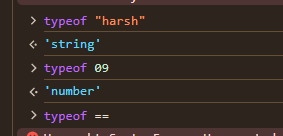 > typeof "harsh"
<· 'string'
> typeof 09
<· 'number'
> typeof ==